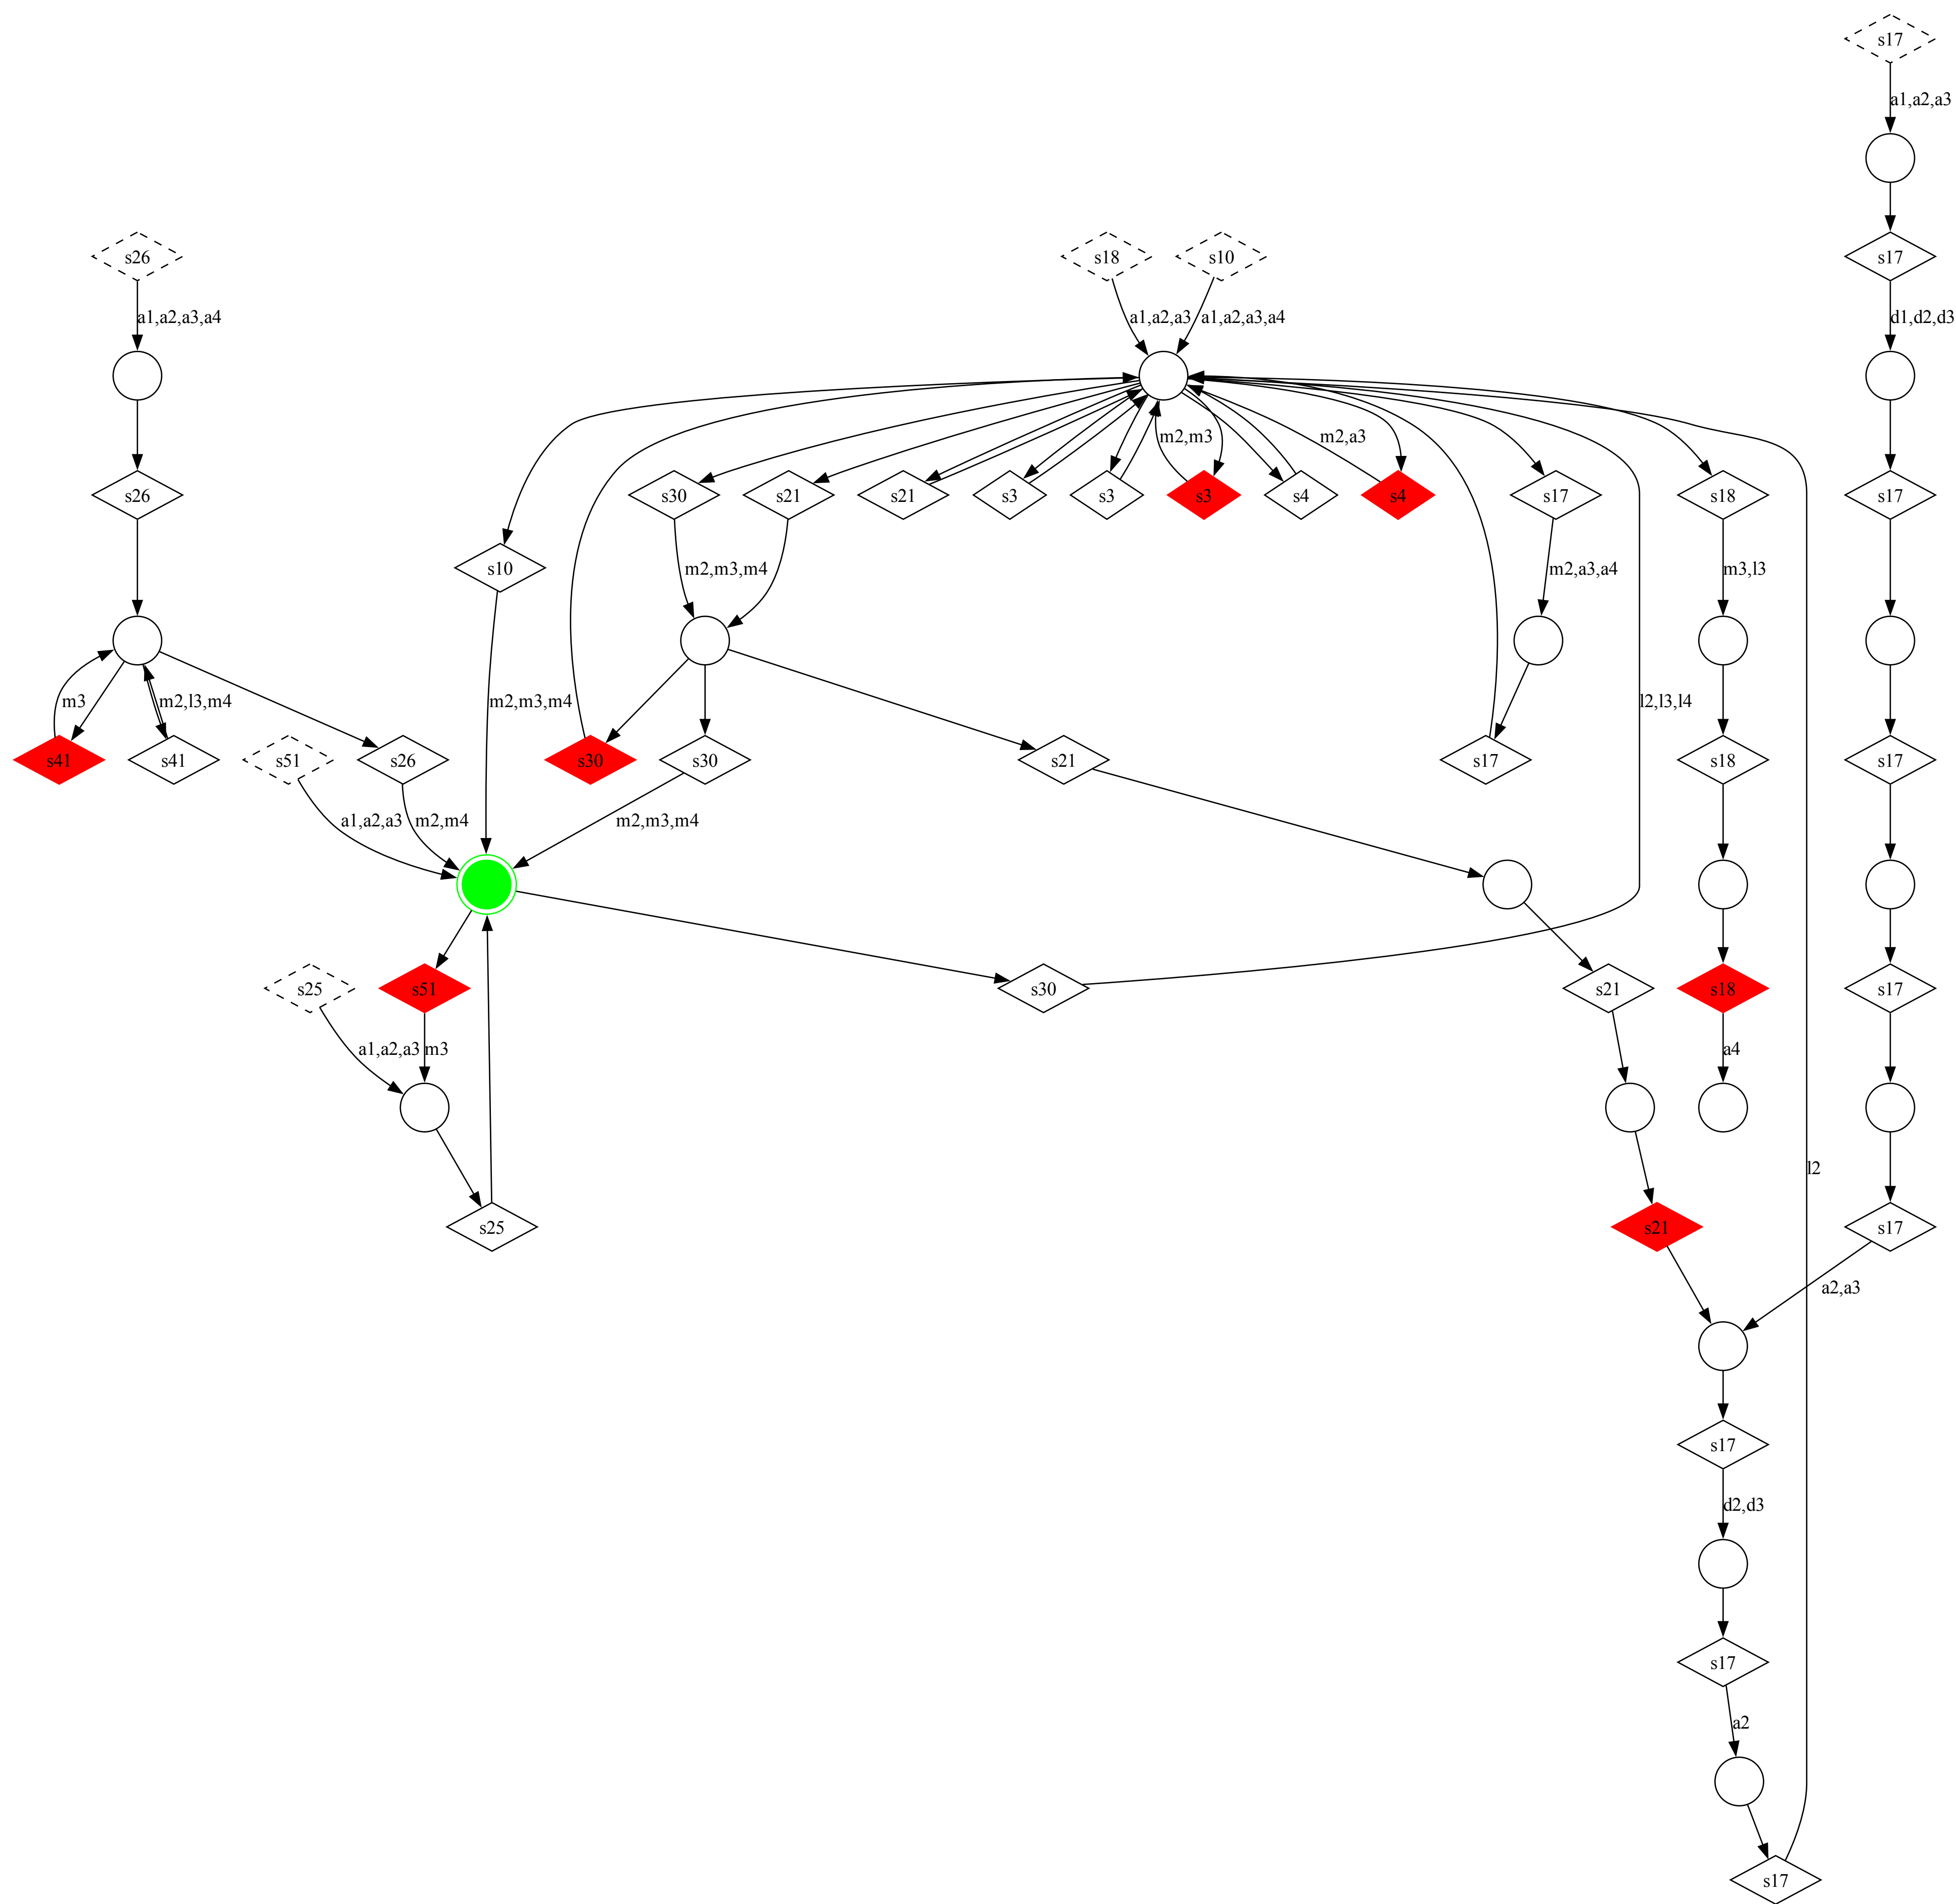 s17
a1,a2,a3
s26
s18
s10
s17
a1,a2,a3,a4
a1,a2,a3
a1,a2,a3,a4
d1,d2,d3
m2,m3
m2,a3
s26
s30
s21
s21
s3
s3
s3
s4
s4
s17
s18
s17
s10
m2,m3,m4
m2,a3,a4
m3,l3
m3
m2,l3,m4
m2,m3,m4
l2,l3,l4
s41
s41
s51
s26
s30
s30
s21
s17
s18
s17
a1,a2,a3
m2,m4
m2,m3,m4
s25
s51
s30
s21
s18
s17
a1,a2,a3
m3
a4
l2
s25
s21
s17
a2,a3
s17
d2,d3
s17
a2
s17